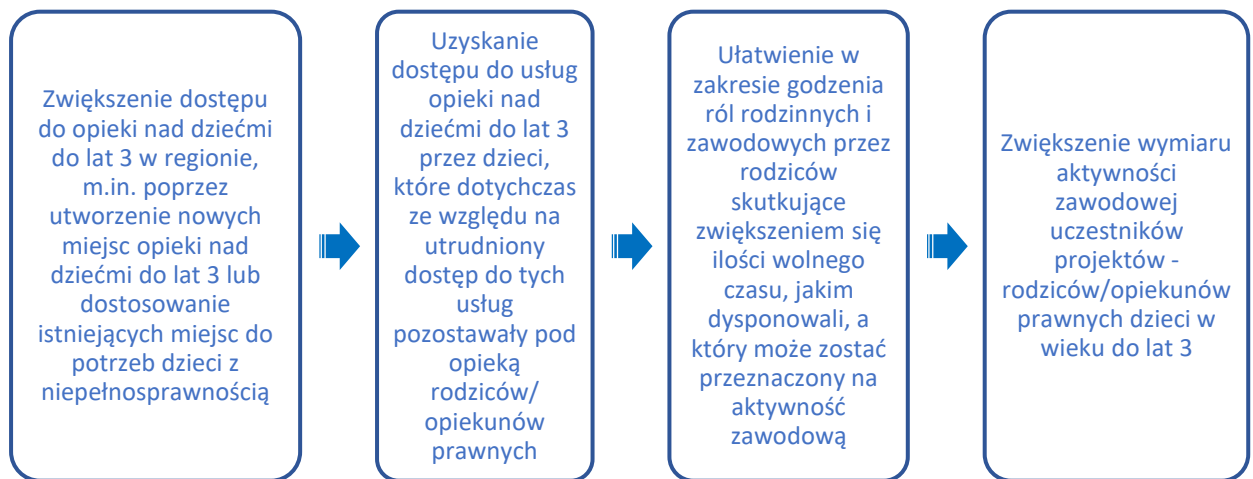 Zwiększenie dostępu
do opieki nad dziećmi
do lat 3 w regionie,
m.in. poprzez
utworzenie nowych
miejsc opieki nad
dziećmi do lat 3 lub
dostosowanie
istniejących miejsc do
potrzeb dzieci z
niepełnosprawnością
Uzyskanie
dostępu do usług
opieki nad
dziećmi do lat 3
przez dzieci,
które dotychczas
ze względu na
utrudniony
dostęp do tych
usług
pozostawały pod
opieką
rodziców/
opiekunów
prawnych
Ułatwienie w
zakresie godzenia
ról rodzinnych i
zawodowych przez
rodziców
skutkujące
zwiększeniem się
ilości wolnego
czasu, jakim
dysponowali, a
który może zostać
przeznaczony na
aktywność
zawodową
Zwiększenie wymiaru
aktywności
zawodowej
uczestników
projektów -
rodziców/opiekunów
prawnych dzieci w
wieku do lat 3